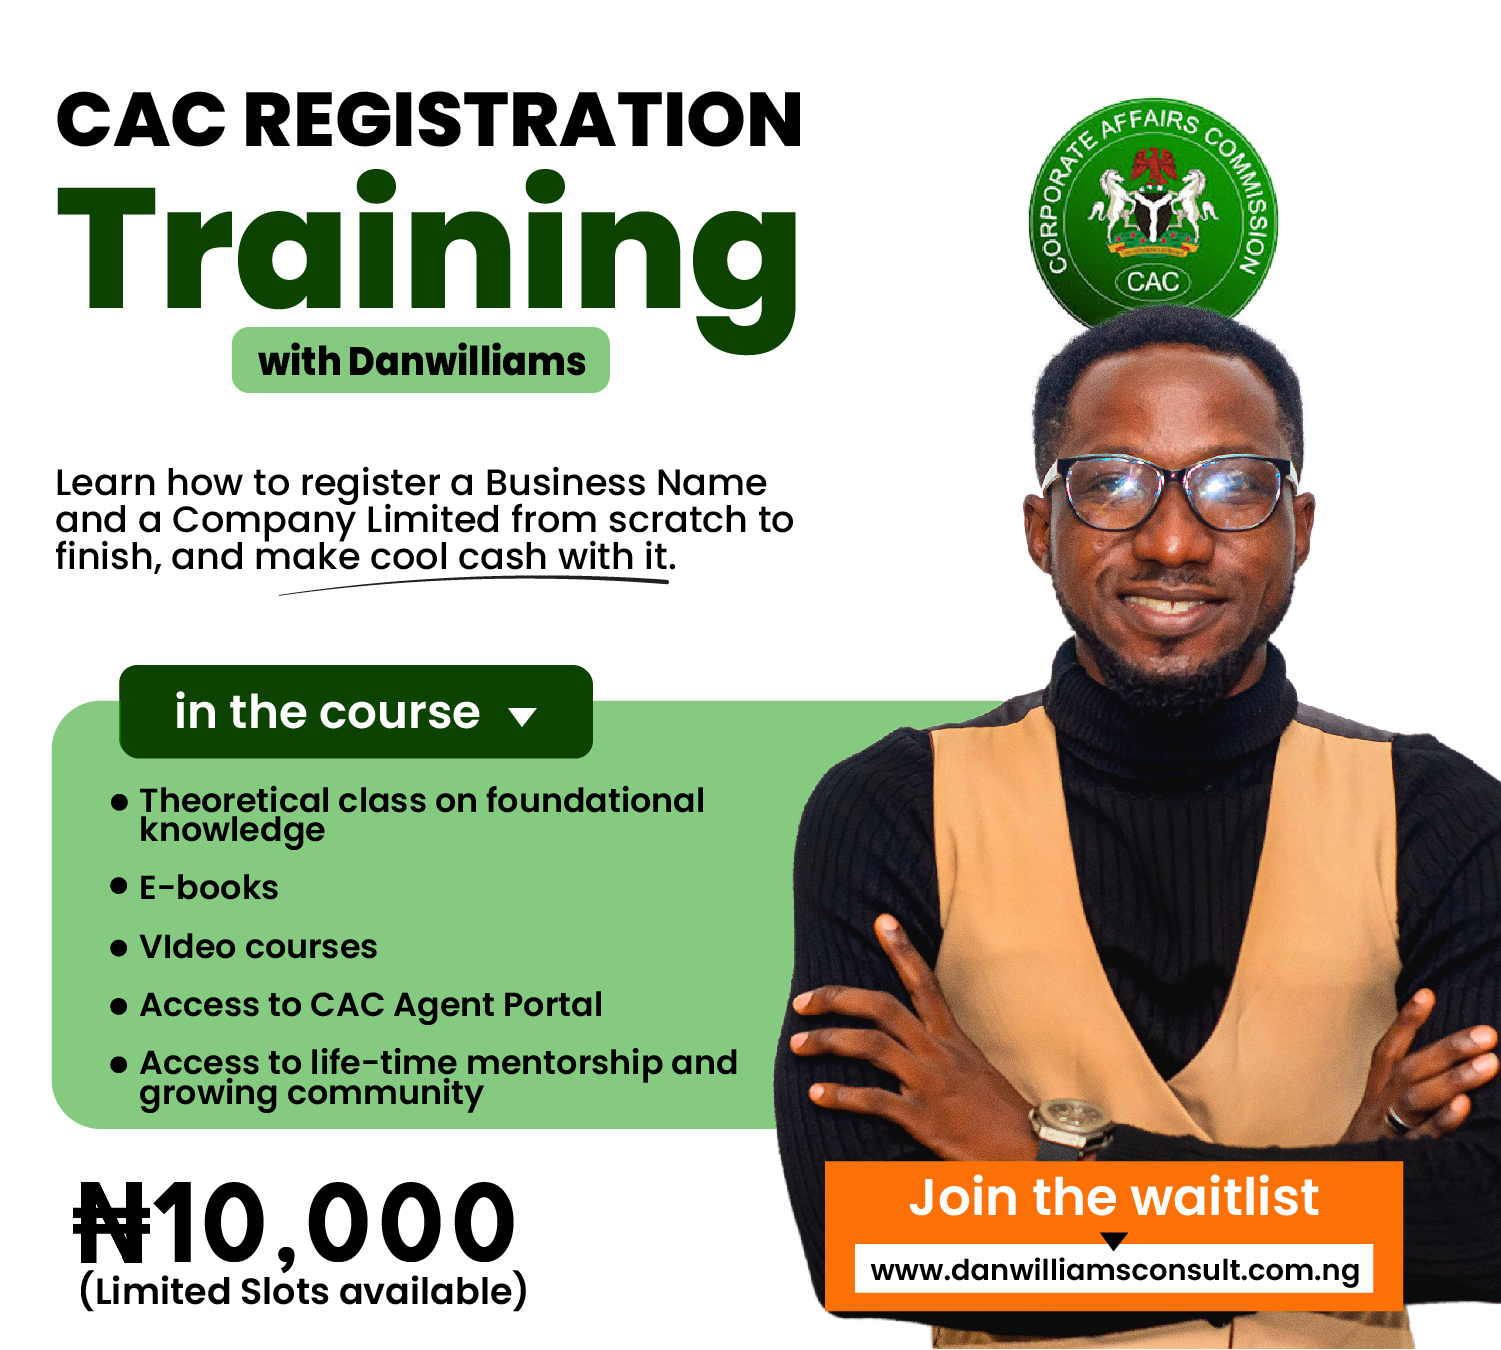 CAC REGISTRATION
Training
with Danwilliams
CORPORATE AFFAIRS COMMISSION
CAC
Learn how to register a Business Name
and a Company Limited from scratch to
finish, and make cool cash with it.
in the course
• Theoretical class on foundational
knowledge
• E-books
• VIdeo courses
• Access to CAC Agent Portal
• Access to life-time mentorship and
growing community
₦10,000
(Limited Slots available)
Join the waitlist
www.danwilliamsconsult.com.ng